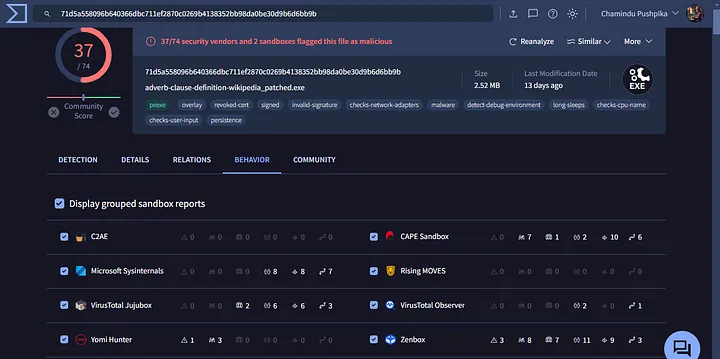 71d5a558096b640366dbc711ef2870c0269b4138352bb98da0be30d9b6d6bb9b
Chamindu Pushpika
37
/ 74
Community
Score
37/74 security vendors and 2 sandboxes flagged this file as malicious
Reanalyze
Similar
More
71d5a558096b640366dbc711ef2870c0269b4138352bb98da0be30d9b6d6bb9b
adverb-clause-definition-wikipedia_patched.exe
Size
2.52 MB
Last Modification Date
13 days ago
EXE
peexe overlay revoked-cert signed invalid-signature checks-network-adapters malware detect-debug-environment long-sleeps checks-cpu-name
checks-user-input persistence
DETECTION DETAILS RELATIONS BEHAVIOR COMMUNITY
Display grouped sandbox reports
C2AE 0 0 0 0 0 0
CAPE Sandbox 0 7 1 2 10 6
Microsoft Sysinternals 0 0 0 8 8 7
Rising MOVES 0 0 0 0 0 0
VirusTotal Jujubox 0 0 2 6 6 3
VirusTotal Observer 0 0 0 2 0 1
Yomi Hunter 1 3 0 0 0 0
Zenbox 3 8 7 11 9 3